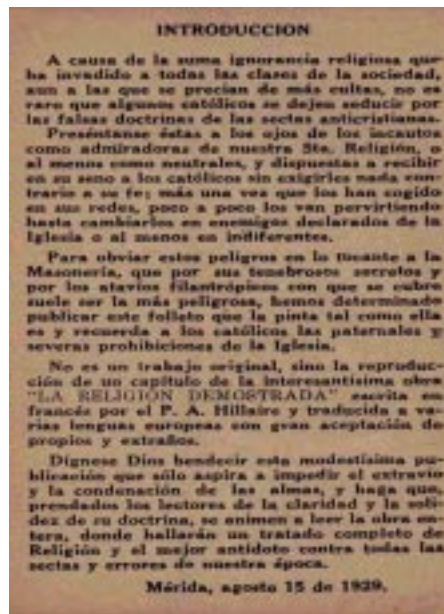 INTRODUCCION
A causa de la suma ignorancia religiosa que
ha invadido a todas las clases de la sociedad,
aun a las que se precian de más cultas, no es
raro que algunos católicos se dejen seducir por
las falsas doctrinas de las sectas anticristianas.
Preséntanse éstas a los ojos de los incautos
como admiradoras de nuestra Sta. Religión, o
al menos como neutrales, y dispuestas a recibir
en su seno a los católicos sin exigirles nada con-
trario a su fe; más una vez que los han cogido
en sus redes, poco a poco los van pervirtiendo
hasta cambiarlos en enemigos declarados de la
Iglesia o al menos en indiferentes.
Para obviar estos peligros en lo tocante a la
Masonería, que por sus tenebrosos secretos y
por los atavíos filantrópicos con que se cubre
suele ser la más peligrosa, hemos determinado
publicar este folleto que la pinta tal como ella
es y recuerda a los católicos las paternales y
severas prohibiciones de la Iglesia.
No es un trabajo original, sino la reproduc-
ción de un capítulo de la interesantísima obra
"LA RELIGION DEMOSTRADA" escrita en
francés por el P. A. Hillaire y traducida a va-
rias lenguas europeas con gran aceptación de
propios y extraños.
Dígnese Dios bendecir esta modestísima pu-
blicación que sólo aspira a impedir el extravío
y la condenación de las almas, y haga que,
prendados los lectores de la claridad y la soli-
dez de su doctrina, se animen a leer la obra en-
tera, donde hallarán un tratado completo de
Religión y el mejor antídoto contra todas las
sectas y errores de nuestra época.
Mérida, agosto 15 de 1929.